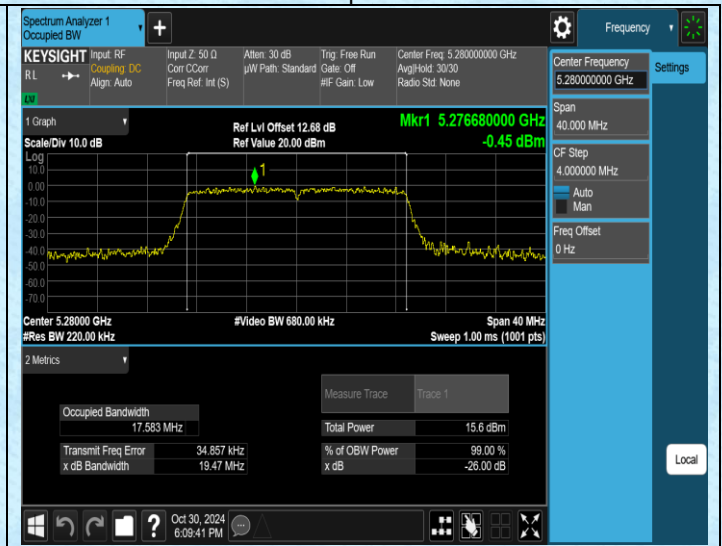 Spectrum Analyzer 1
Occupied BW
+
Frequency
KEYSIGHT
RL
LNI
Input: RF
Coupling: DC
Align: Auto
Input Z: 50 Ω
Corr CCorr
Freq Ref: Int (S)
Atten: 30 dB
µW Path: Standard
Trig: Free Run
Gate: Off
#IF Gain: Low
Center Freq: 5.280000000 GHz
Avg|Hold: 30/30
Radio Std: None
Center Frequency
5.280000000 GHz
Settings
Span
40.000 MHz
CF Step
4.000000 MHz
Auto
Man
Freq Offset
0 Hz
1 Graph
Scale/Div 10.0 dB
Ref Lvl Offset 12.68 dB
Ref Value 20.00 dBm
Mkr1 5.276680000 GHz
-0.45 dBm
Log
10.0
0.00
-10.0
-20.0
-30.0
-40.0
-50.0
-60.0
-70.0
1
Center 5.28000 GHz
#Res BW 220.00 kHz
#Video BW 680.00 kHz
Span 40 MHz
Sweep 1.00 ms (1001 pts)
2 Metrics
Measure Trace Trace 1
Occupied Bandwidth
17.583 MHz
Total Power 15.6 dBm
Transmit Freq Error 34.857 kHz
% of OBW Power 99.00 %
x dB Bandwidth 19.47 MHz
x dB -26.00 dB
Local
?
Oct 30, 2024
6:09:41 PM